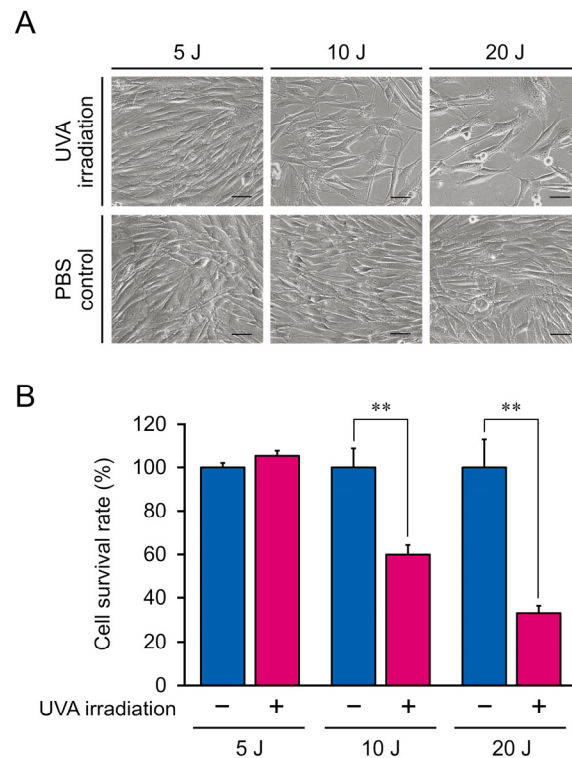 A
5 J 10 J 20 J
UVA
irradiation
PBS
control
B
Cell survival rate (%)
120
100
80
60
40
20
0
** **
UVA irradiation − + − + − +
5 J 10 J 20 J